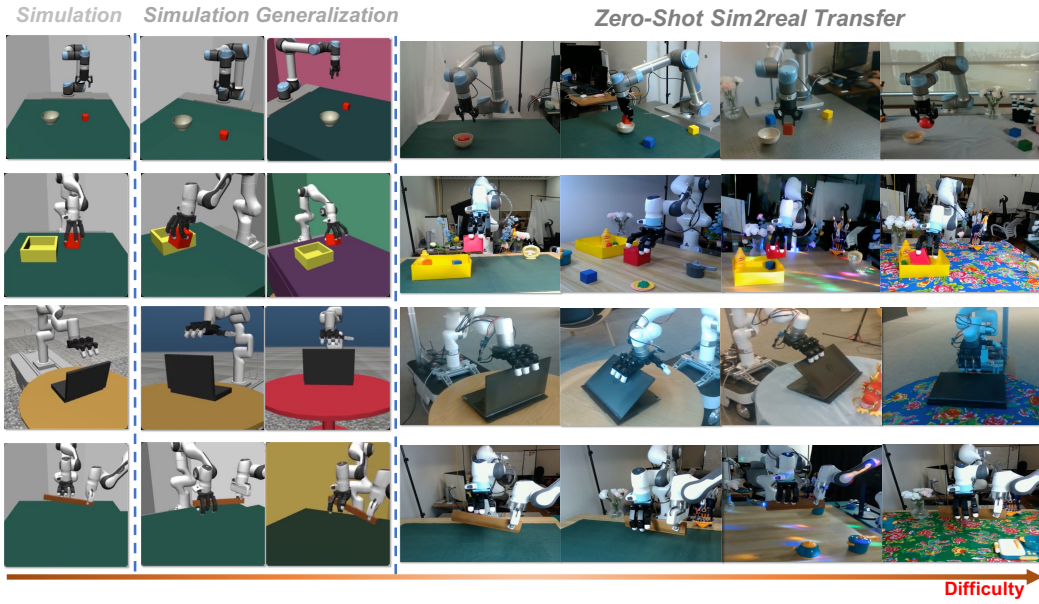 Simulation
Simulation Generalization
Zero-Shot Sim2real Transfer
Difficulty